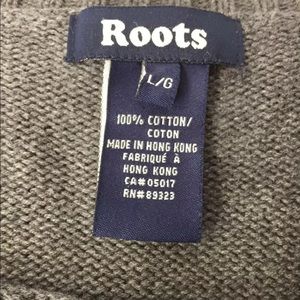 Roots
L/G
100% COTTON/
COTON
MADE IN HONG KONG
FABRIQUÉ À
HONG KONG
CA#05017
RN#89323